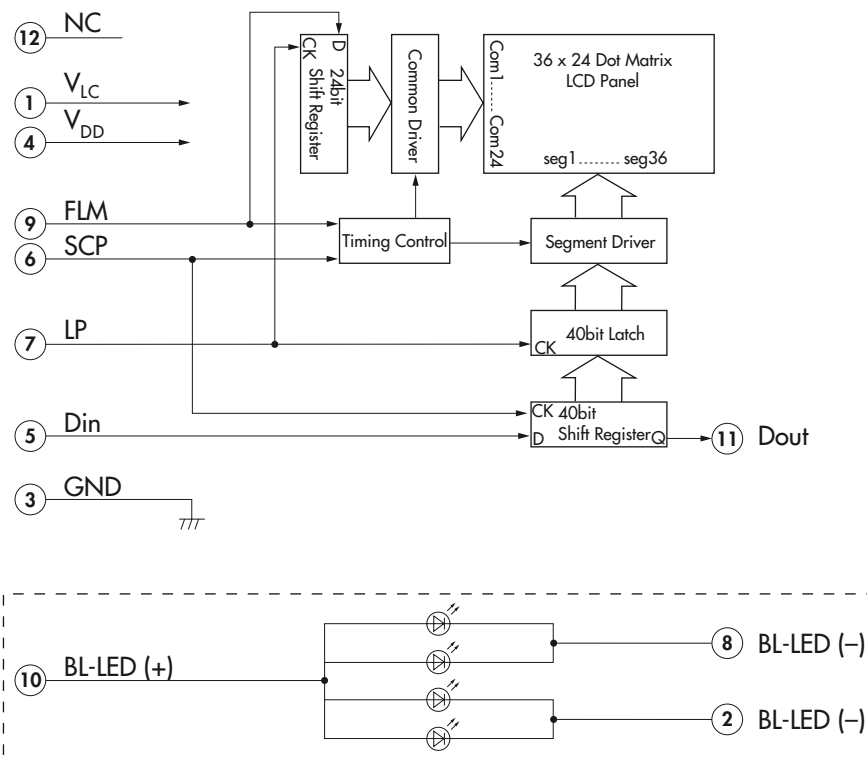 12 NC
1 V_LC
4 V_DD
9 FLM
6 SCP
7 LP
5 Din
3 GND
D
CK
24bit
Shift Register
Common Driver
Com1........Com24
36 x 24 Dot Matrix
LCD Panel
seg1.........seg36
Timing Control
Segment Driver
40bit Latch
CK
CK 40bit
D Shift Register Q
11 Dout
10 BL-LED (+)
8 BL-LED (–)
2 BL-LED (–)